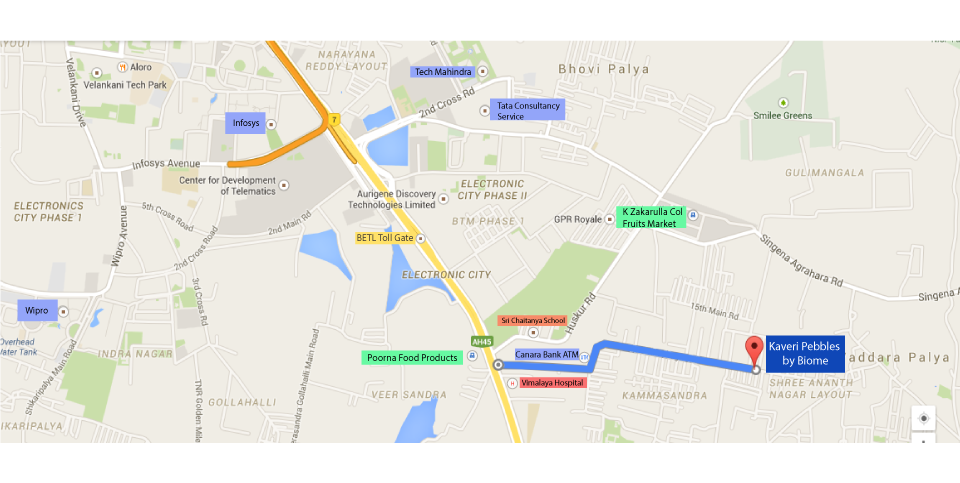 NARAYANA
REDDY LAYOUT
Aloro
Velankani Drive
Velankani Tech Park
Tech Mahindra
Bhovi Palya
2nd Cross Rd
Tata Consultancy
Service
Smilee Greens
7
Infosys
Infosys Avenue
Center for Development
of Telematics
GULIMANGALA
ELECTRONIC
CITY PHASE II
Aurigene Discovery
Technologies Limited
ELECTRONICS
CITY PHASE 1
5th Cross Road
2nd Main Rd
BTM PHASE 1
GPR Royale
K Zakarulla Col
Fruits Market
Wipro Avenue
2nd Cross Road
BETL Toll Gate
Singena Agrahara Rd
ELECTRONIC CITY
3rd Cross Road
Huskur Rd
Singena A
Wipro
15th Main Rd
Sri Chaitanya School
Overhead
Water Tank
INDRA NAGAR
AH45
Poorna Food Products
Canara Bank ATM
Kaveri Pebbles
by Biome
addara Palya
Vimalaya Hospital
H
Shikaripalya Main Road
TNR Golden Mile
GOLLAHALLI
Gollahalli Main Road
VEER SANDRA
KAMMASANDRA
SHREE ANANTH
NAGAR LAYOUT
IKARIPALYA